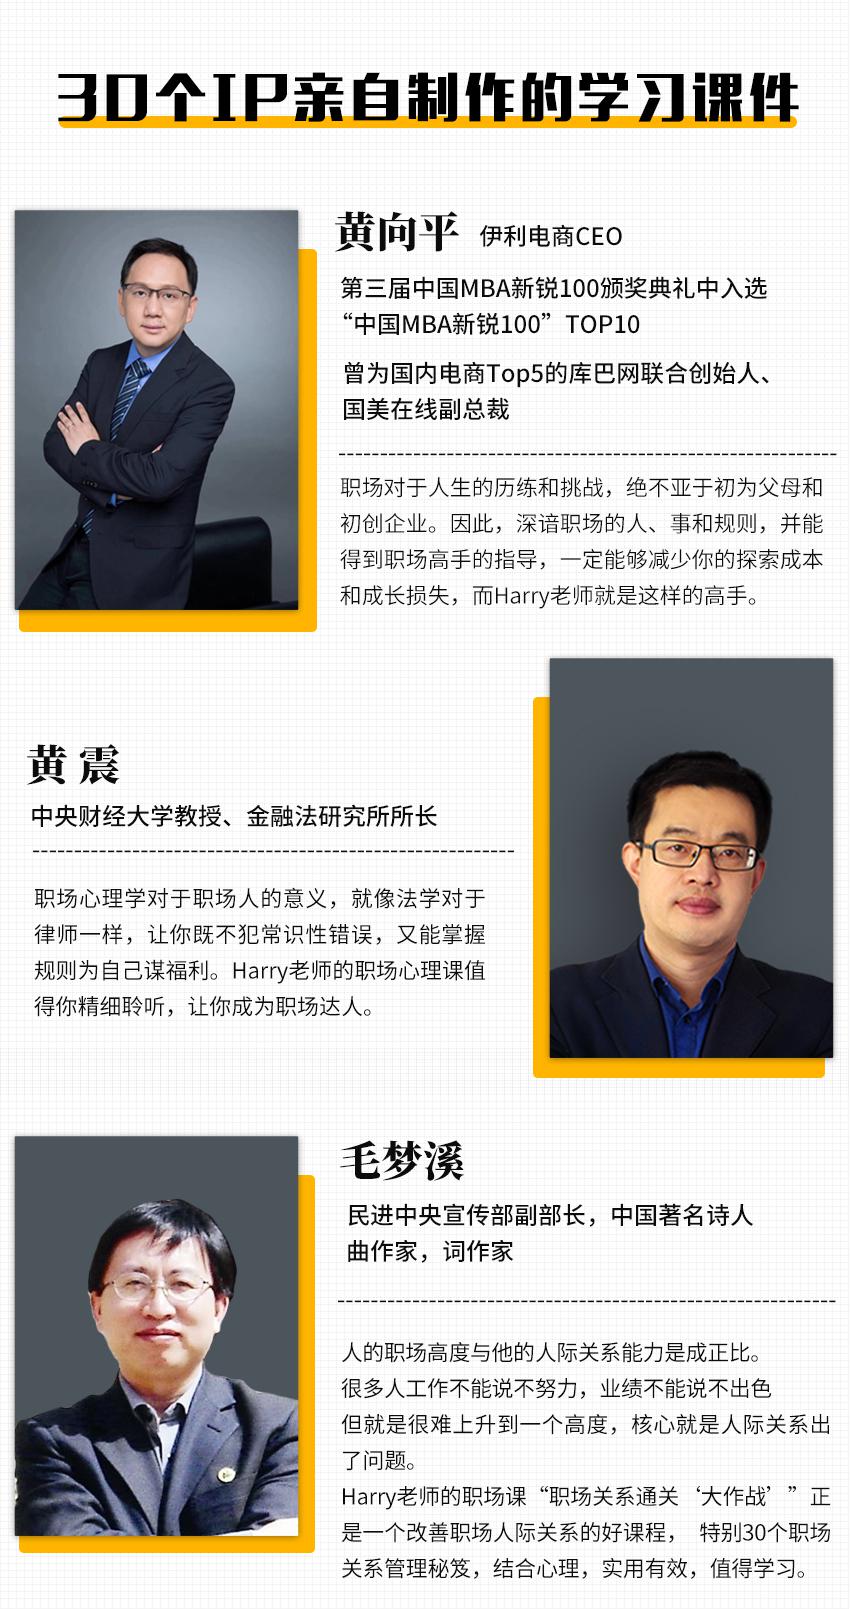 30个IP亲自制作的学习课件
黄向平 伊利电商CEO
第三届中国MBA新锐100颁奖典礼中入选
“中国MBA新锐100”TOP10
曾为国内电商Top5的库巴网联合创始人、
国美在线副总裁
职场对于人生的历练和挑战，绝不亚于初为父母和
初创企业。因此，深谙职场的人、事和规则，并能
得到职场高手的指导，一定能够减少你的探索成本
和成长损失，而Harry老师就是这样的高手。
黄 震
中央财经大学教授、金融法研究所所长
职场心理学对于职场人的意义，就像法学对于
律师一样，让你既不犯常识性错误，又能掌握
规则为自己谋福利。Harry老师的职场心理课值
得你精细聆听，让你成为职场达人。
毛梦溪
民进中央宣传部副部长，中国著名诗人
曲作家，词作家
人的职场高度与他的人际关系能力是成正比。
很多人工作不能说不努力，业绩不能说不出色
但就是很难上升到一个高度，核心就是人际关系出
了问题。
Harry老师的职场课“职场关系通关‘大作战’”正
是一个改善职场人际关系的好课程， 特别30个职场
关系管理秘笈，结合心理，实用有效，值得学习。